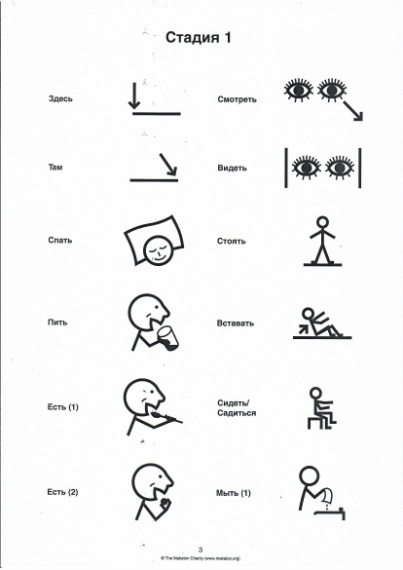 Стадия 1
Здесь
Смотреть
Там
Видеть
Спать
Стоять
Пить
Вставать
Есть (1)
Сидеть/
Садиться
Есть (2)
Мыть (1)
3
© The Makaton Charity (www.makaton.org)